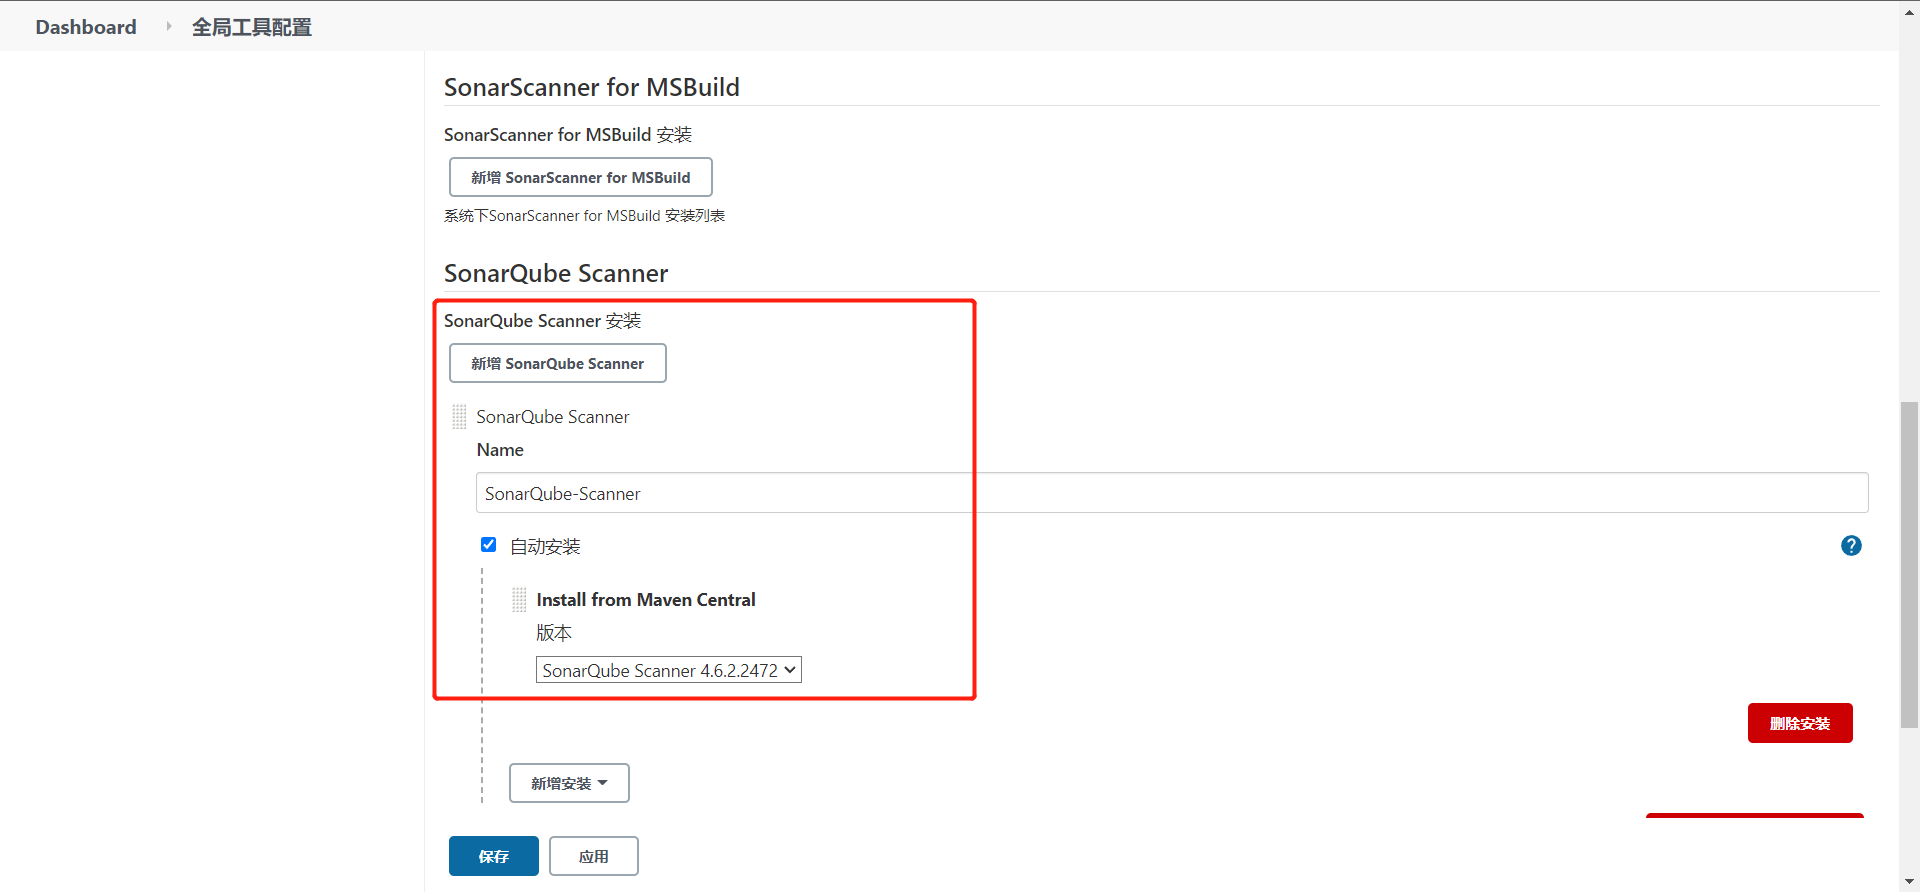 Dashboard
全局工具配置
SonarScanner for MSBuild
SonarScanner for MSBuild 安装
新增 SonarScanner for MSBuild
系统下SonarScanner for MSBuild 安装列表
SonarQube Scanner
SonarQube Scanner 安装
新增 SonarQube Scanner
SonarQube Scanner
Name
SonarQube-Scanner
自动安装
?
Install from Maven Central
版本
SonarQube Scanner 4.6.2.2472
删除安装
新增安装
保存
应用